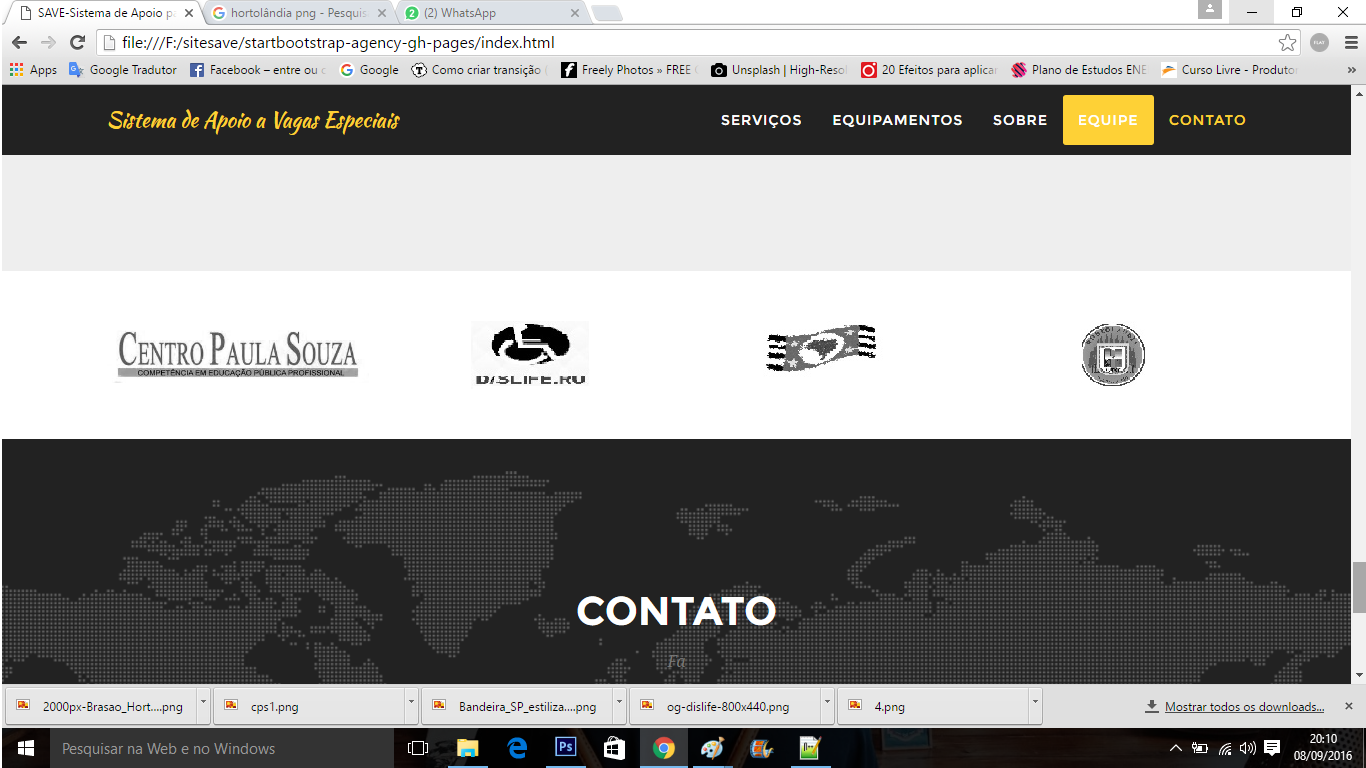 SAVE-Sistema de Apoio pa
hortolândia png - Pesquis
2 (2) WhatsApp
file:///F:/sitesave/startbootstrap-agency-gh-pages/index.html
Apps Google Tradutor Facebook – entre ou c Google Como criar transição Freely Photos » FREE Unsplash | High-Resol 20 Efeitos para aplicar Plano de Estudos ENE Curso Livre - Produtor »
Sistema de Apoio a Vagas Especiais SERVIÇOS EQUIPAMENTOS SOBRE EQUIPE CONTATO
CENTRO PAULA SOUZA
COMPETÊNCIA EM EDUCAÇÃO PÚBLICA PROFISSIONAL
DISLIFE.RU
CONTATO
Fa
2000px-Brasao_Hort....png cps1.png Bandeira_SP_estiliza....png og-dislife-800x440.png 4.png Mostrar todos os downloads...
Pesquisar na Web e no Windows
Ps
20:10
08/09/2016